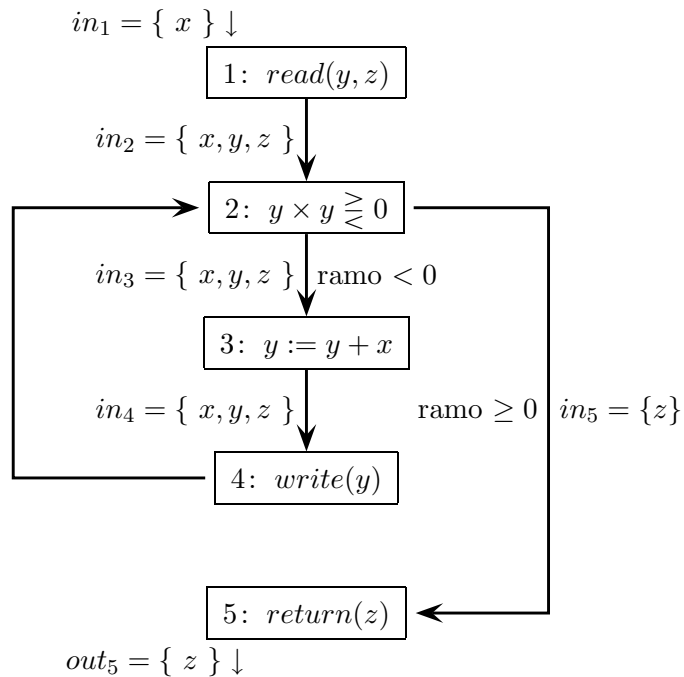 in₁ = { x } ↓
1: read(y, z)
in₂ = { x, y, z }
2: y × y ⪌ 0
in₃ = { x, y, z } ramo < 0
3: y := y + x
in₄ = { x, y, z } ramo ≥ 0 in₅ = {z}
4: write(y)
5: return(z)
out₅ = { z } ↓